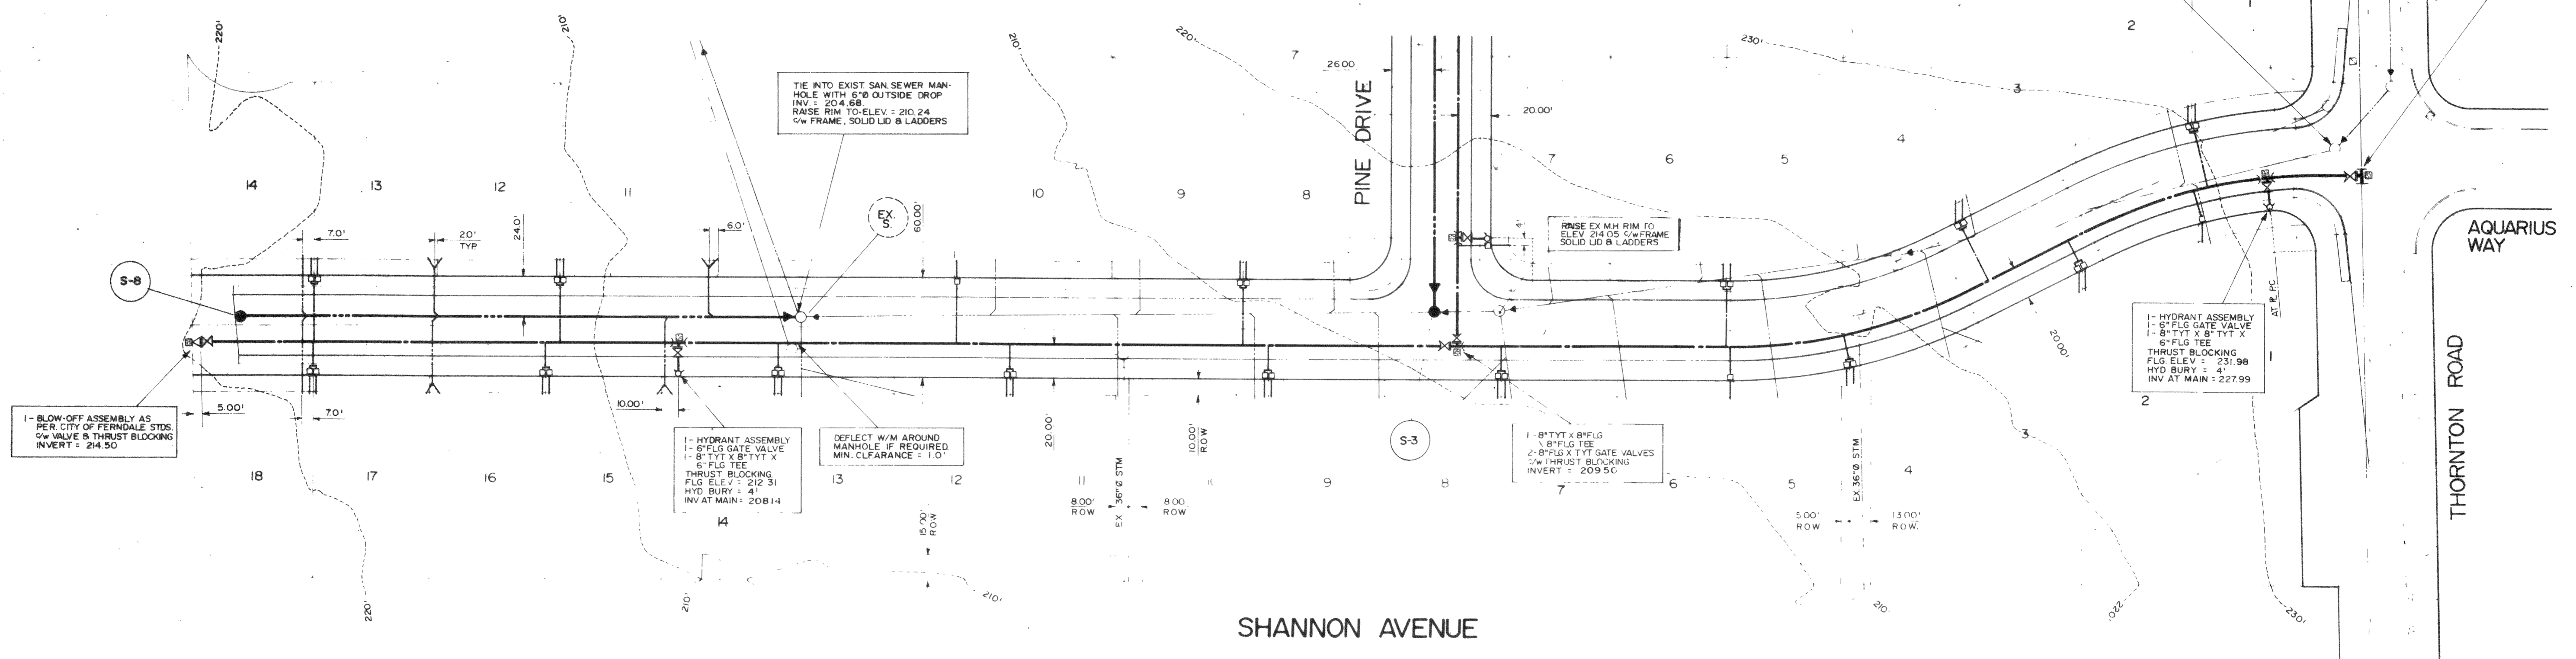 220'
210'
210'
220'
230'
2
1
7
3
26.00
20.00'
TIE INTO EXIST. SAN. SEWER MAN-
HOLE WITH 6"Ø OUTSIDE DROP
INV. = 204.68.
RAISE RIM TO ELEV. = 210.24
C/W FRAME, SOLID LID & LADDERS
PINE DRIVE
14
13
12
11
10
9
8
7
6
5
4
EX.
S.
60.00'
24.0'
7.0'
2.0'
TYP
6.0'
4'
RAISE EX M.H. RIM TO
ELEV 214.05 C/W FRAME
SOLID LID & LADDERS
AQUARIUS
WAY
S-8
5.00'
7.0'
10.00'
20.00'
10.00'
ROW
20.00'
AT PL PC
1- BLOW-OFF ASSEMBLY AS
PER. CITY OF FERNDALE STDS.
C/W VALVE & THRUST BLOCKING
INVERT = 214.50
1- HYDRANT ASSEMBLY
1- 6" FLG GATE VALVE
1- 8" TYT X 8" TYT X
6" FLG TEE
THRUST BLOCKING
FLG ELEV = 212.31
HYD BURY = 4'
INV AT MAIN = 208.14
DEFLECT W/M AROUND
MANHOLE IF REQUIRED.
MIN. CLEARANCE = 1.0'
S-3
1-8" TYT X 8" FLG
X 8" FLG TEE
2-8" FLG X TYT GATE VALVES
C/W THRUST BLOCKING
INVERT = 209.50
1- HYDRANT ASSEMBLY
1- 6" FLG GATE VALVE
1- 8" TYT X 8" TYT X
6" FLG TEE
THRUST BLOCKING
FLG. ELEV = 231.98
HYD BURY = 4'
INV AT MAIN = 227.99
1
2
3
THORNTON ROAD
18
17
16
15
14
13
12
11
9
8
7
6
5
4
15.00'
ROW
8.00'
ROW
EX 36"Ø STM
8.00
ROW
5.00'
ROW
EX 36"Ø STM
13.00'
ROW.
220'
210'
210'
210'
220'
230'
SHANNON AVENUE